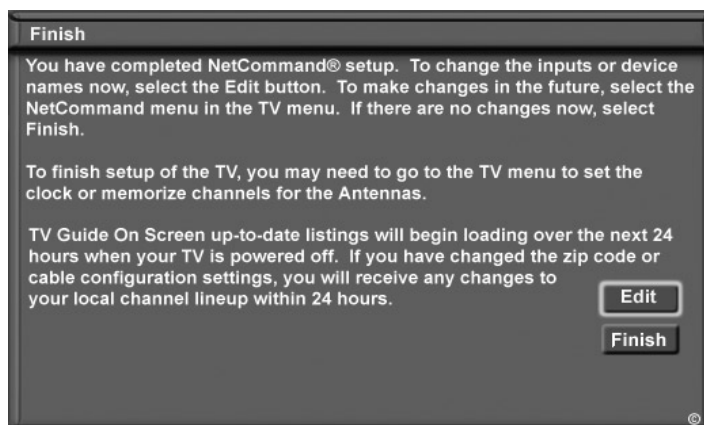 Finish
You have completed NetCommand® setup. To change the inputs or device
names now, select the Edit button. To make changes in the future, select the
NetCommand menu in the TV menu. If there are no changes now, select
Finish.
To finish setup of the TV, you may need to go to the TV menu to set the
clock or memorize channels for the Antennas.
TV Guide On Screen up-to-date listings will begin loading over the next 24
hours when your TV is powered off. If you have changed the zip code or
cable configuration settings, you will receive any changes to
your local channel lineup within 24 hours.
Edit
Finish
©